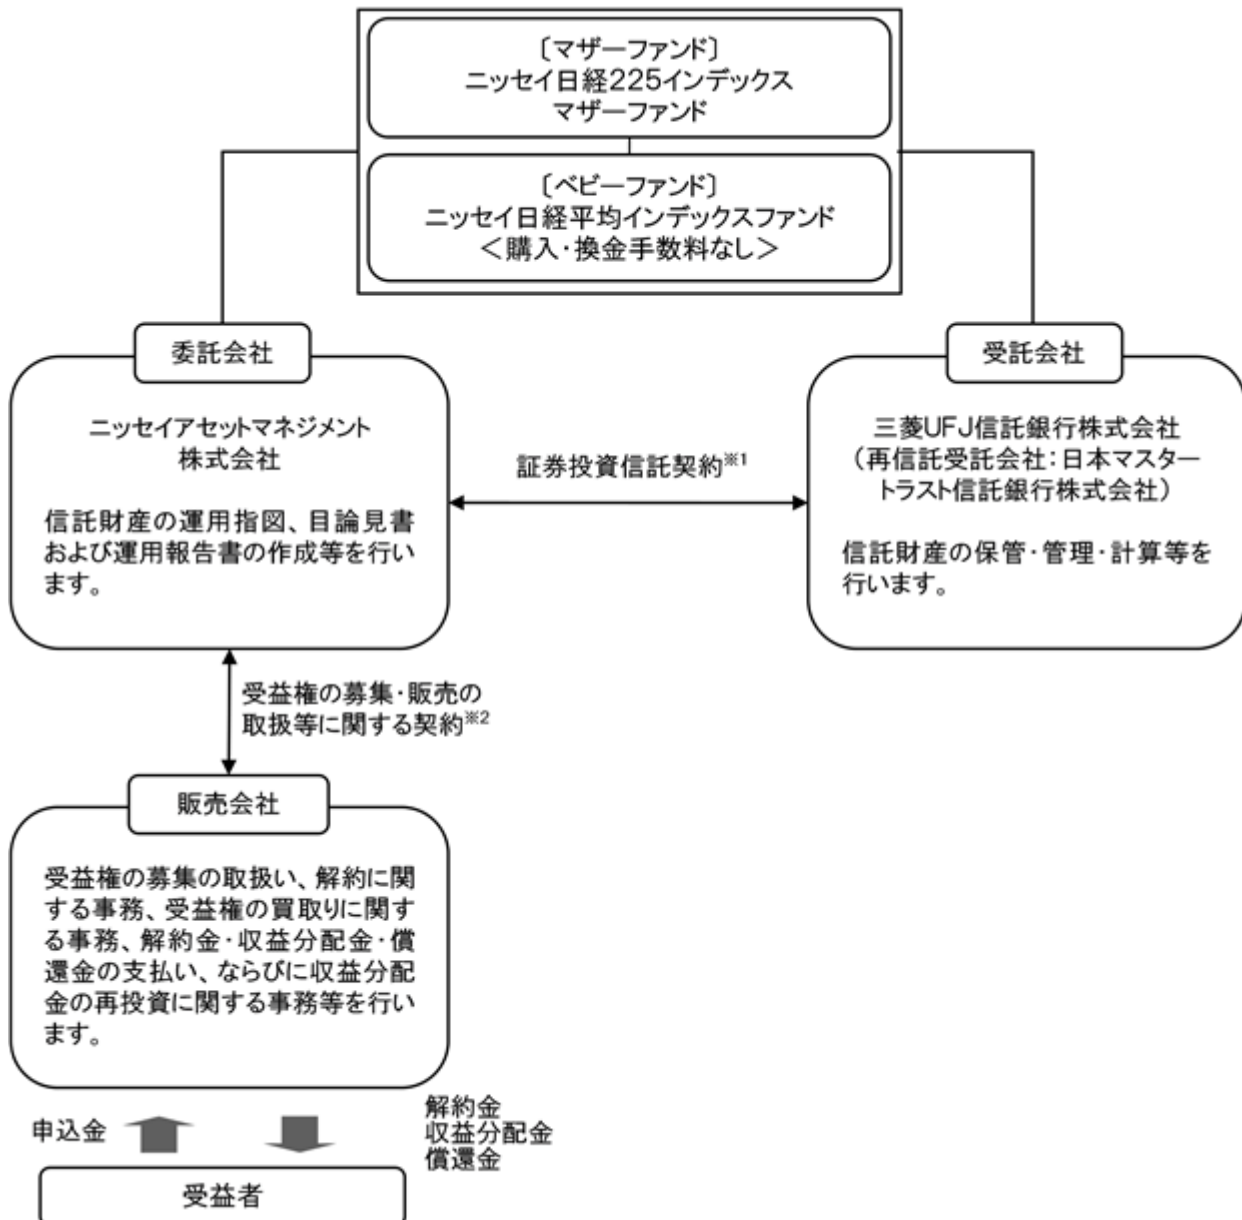 〔マザーファンド〕
ニッセイ日経225インデックス
マザーファンド
〔ベビーファンド〕
ニッセイ日経平均インデックスファンド
＜購入・換金手数料なし＞
委託会社
ニッセイアセットマネジメント
株式会社
信託財産の運用指図、目論見書
および運用報告書の作成等を行い
ます。
証券投資信託契約※1
受託会社
三菱UFJ信託銀行株式会社
（再信託受託会社：日本マスター
トラスト信託銀行株式会社）
信託財産の保管・管理・計算等を
行います。
受益権の募集・販売の
取扱等に関する契約※2
販売会社
受益権の募集の取扱い、解約に関
する事務、受益権の買取りに関す
る事務、解約金・収益分配金・償
還金の支払い、ならびに収益分配
金の再投資に関する事務等を行い
ます。
申込金
解約金
収益分配金
償還金
受益者